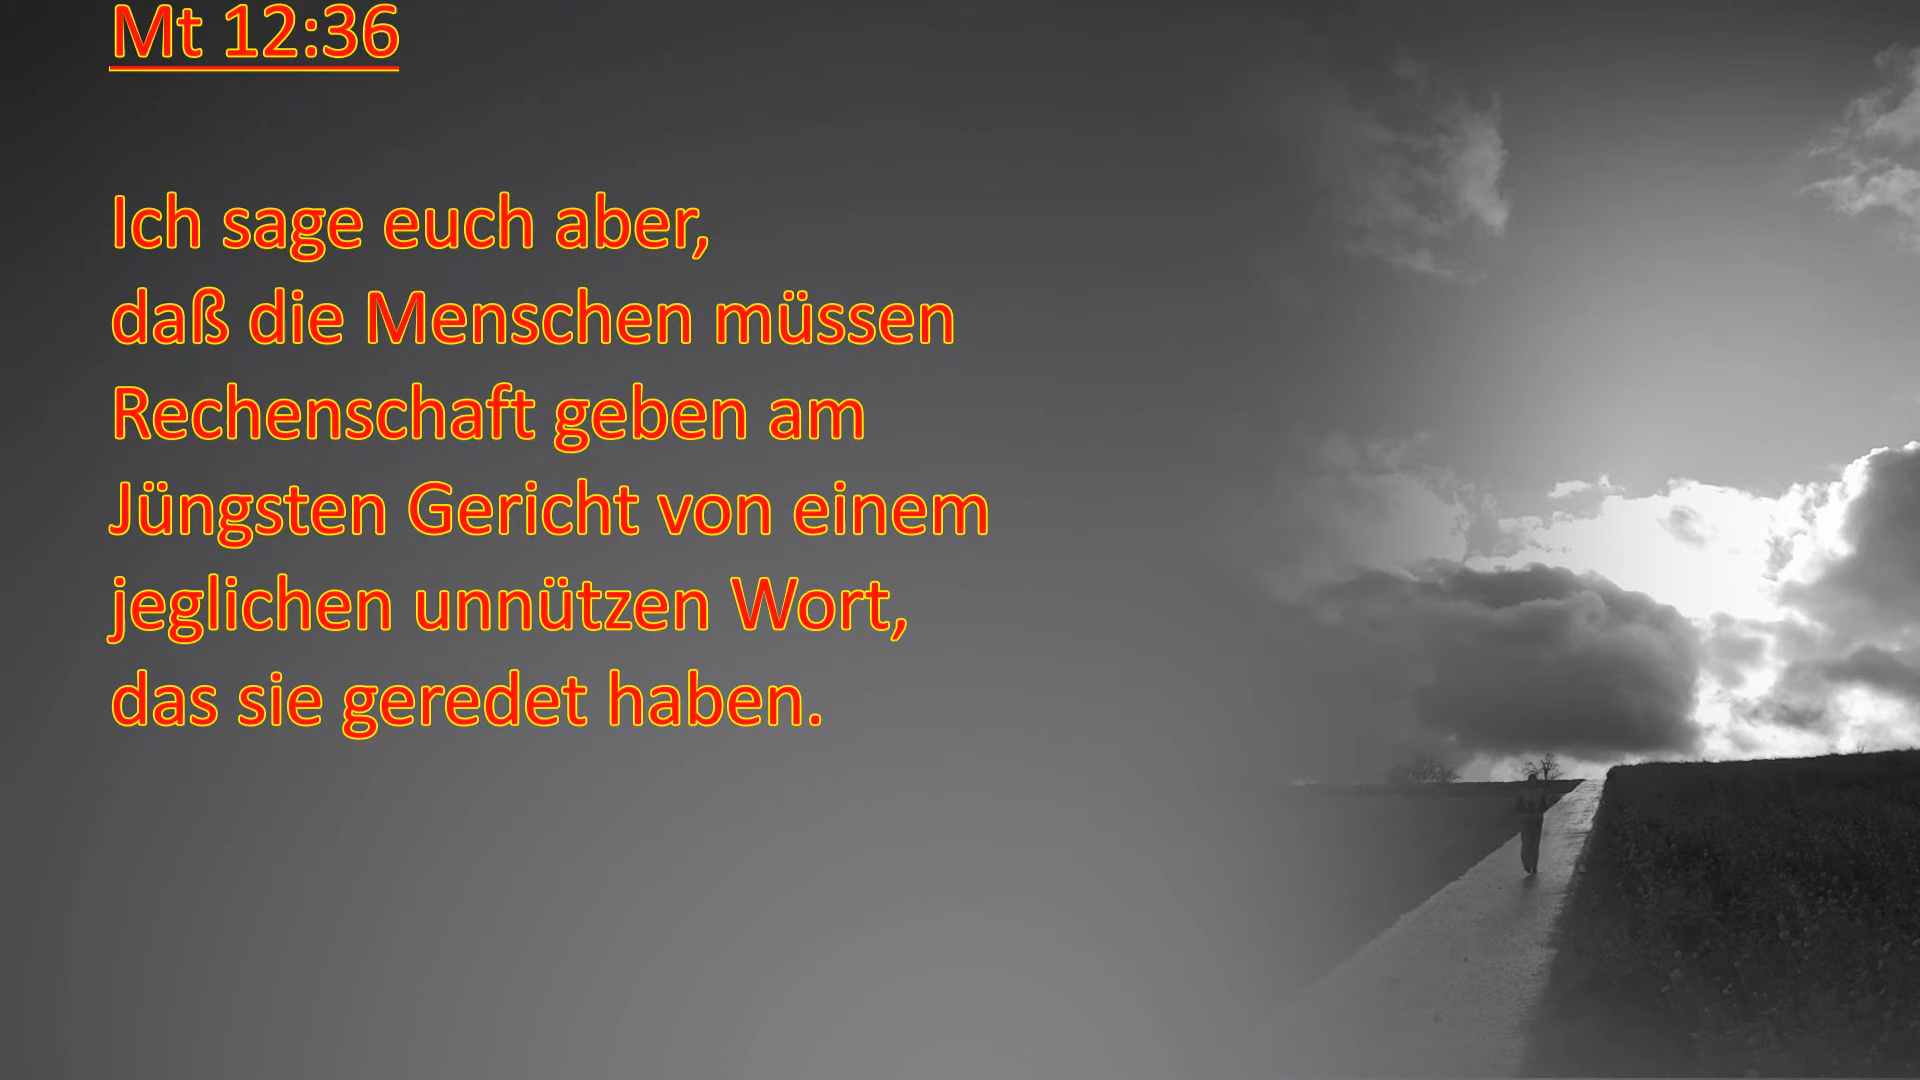 Mt 12:36
Ich sage euch aber,
daß die Menschen müssen
Rechenschaft geben am
Jüngsten Gericht von einem
jeglichen unnützen Wort,
das sie geredet haben.